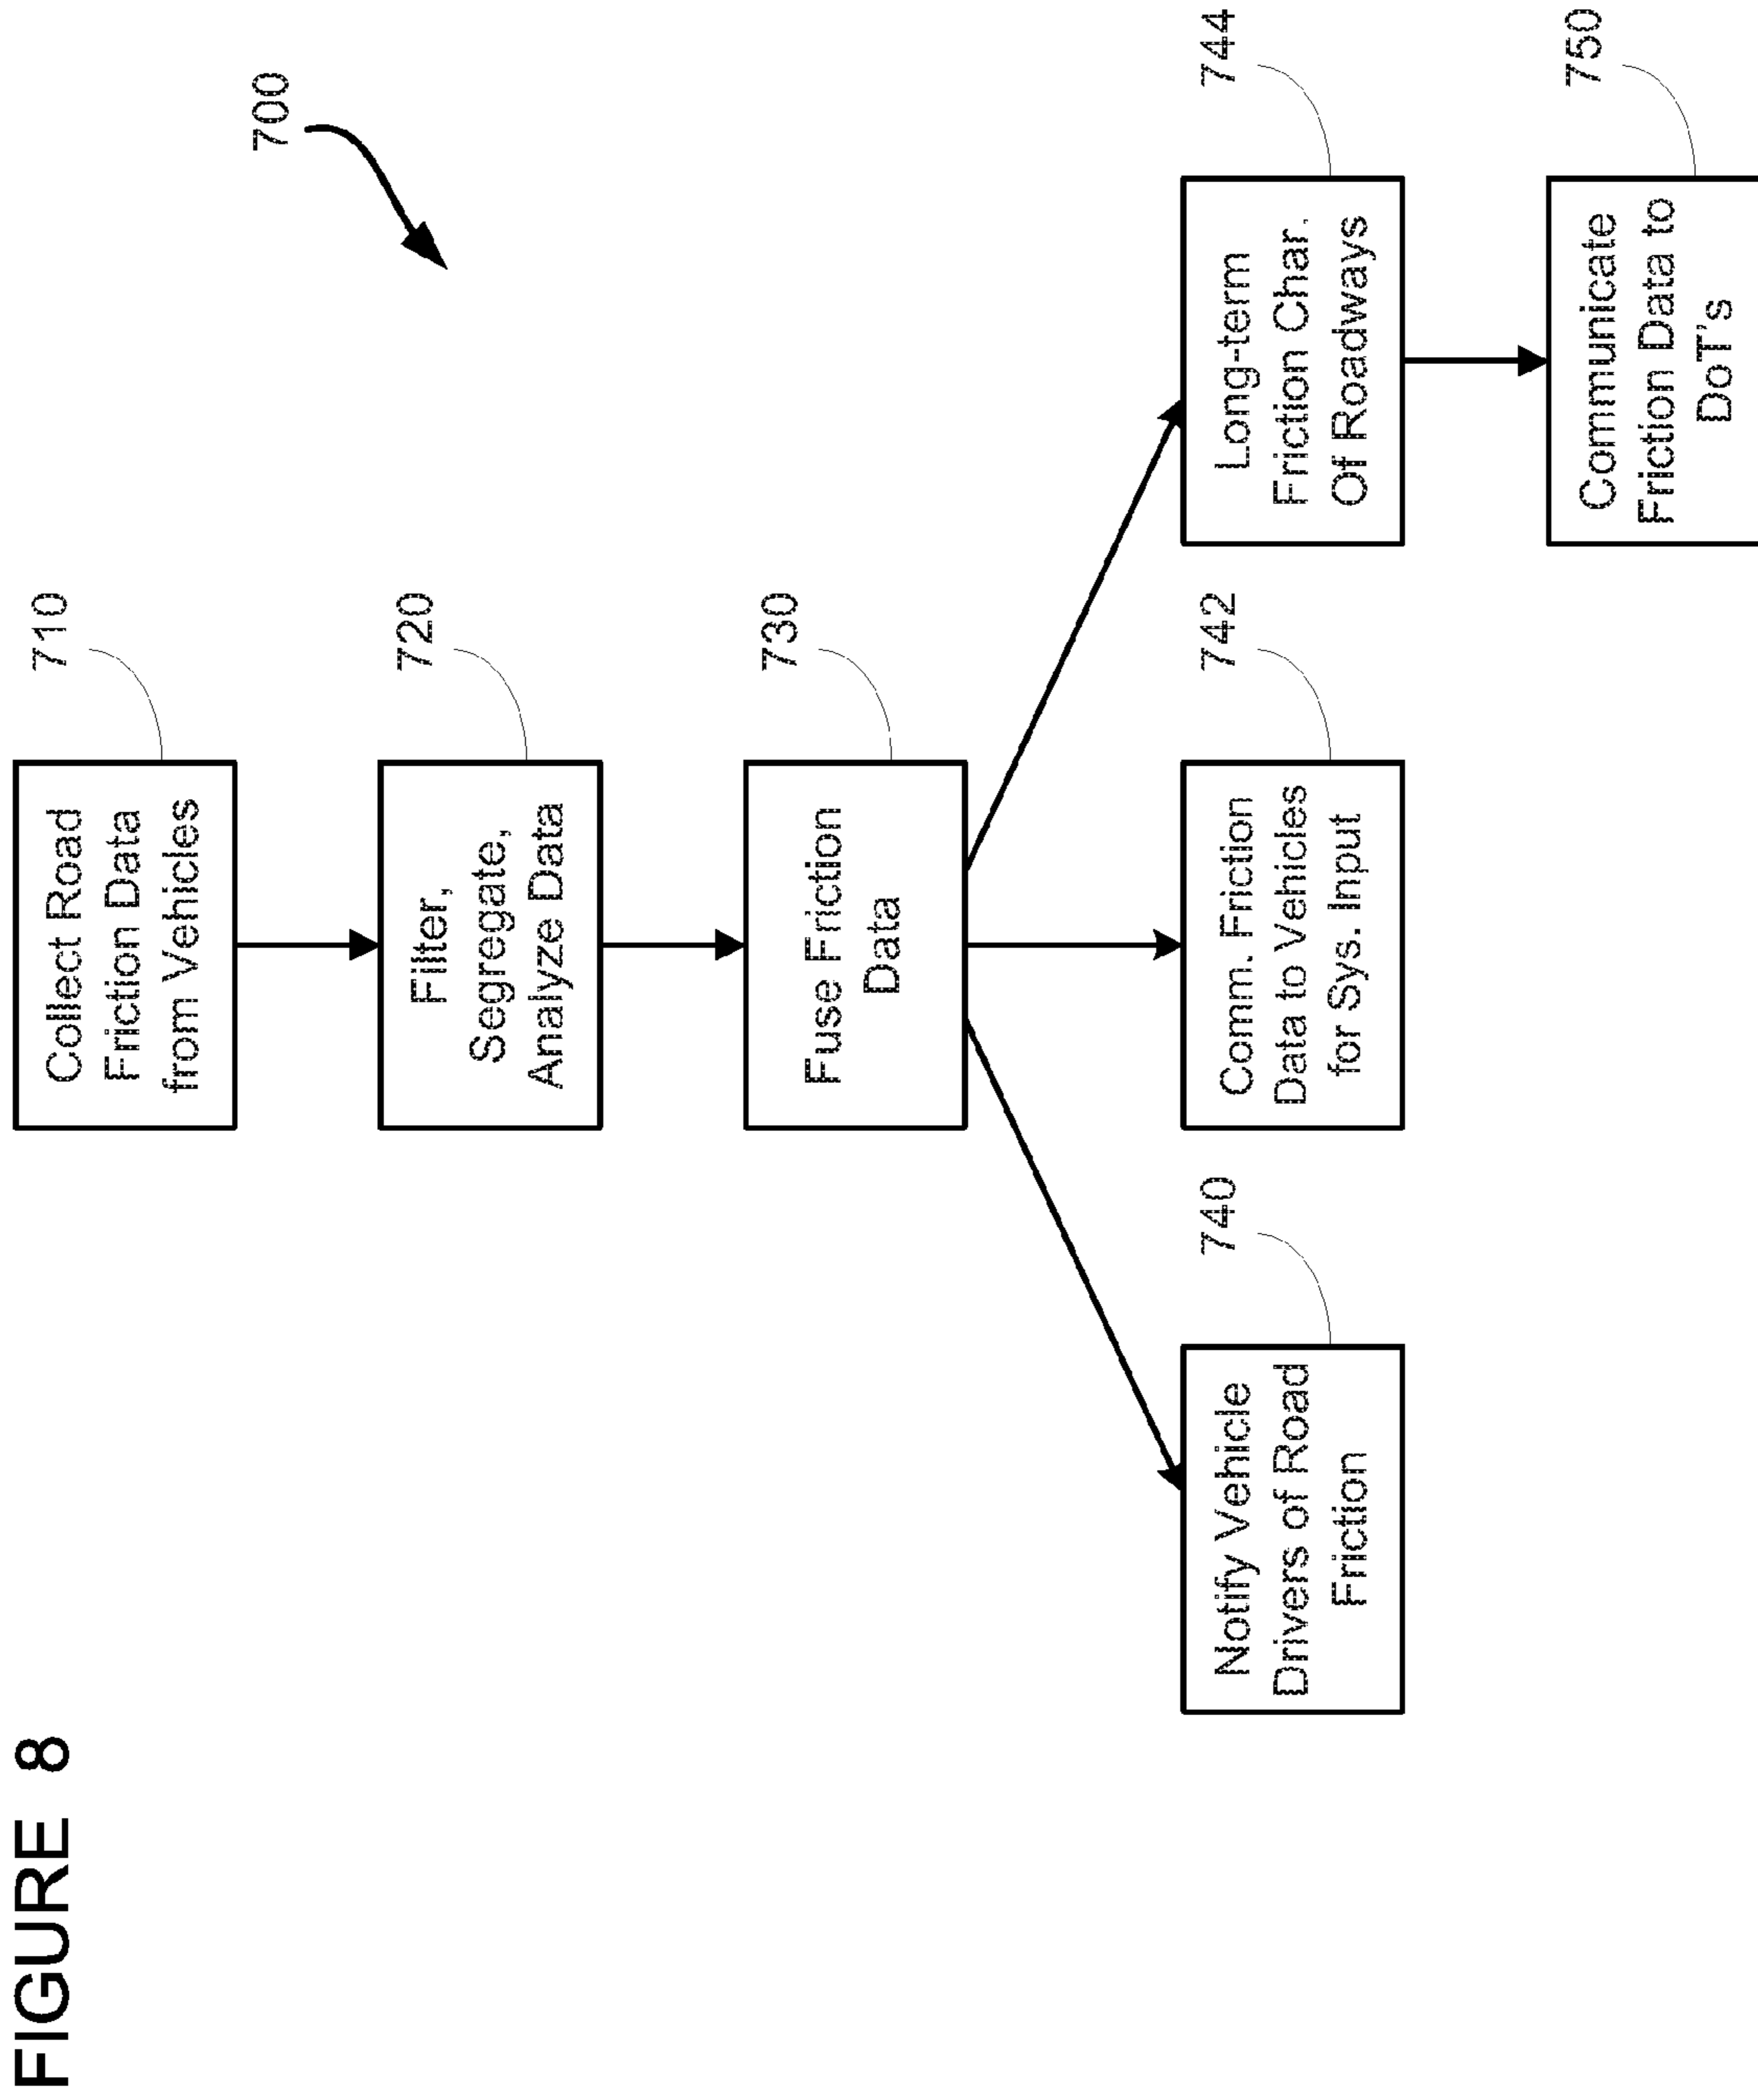 FIGURE 8
700
710
Collect Road
Friction Data
from Vehicles
720
Filter,
Segregate,
Analyze Data
730
Fuse Friction
Data
740
Notify Vehicle
Drivers of Road
Friction
742
Comm. Friction
Data to Vehicles
for Sys. Input
744
Long-term
Friction Char.
Of Roadways
750
Communicate
Friction Data to
DoT's